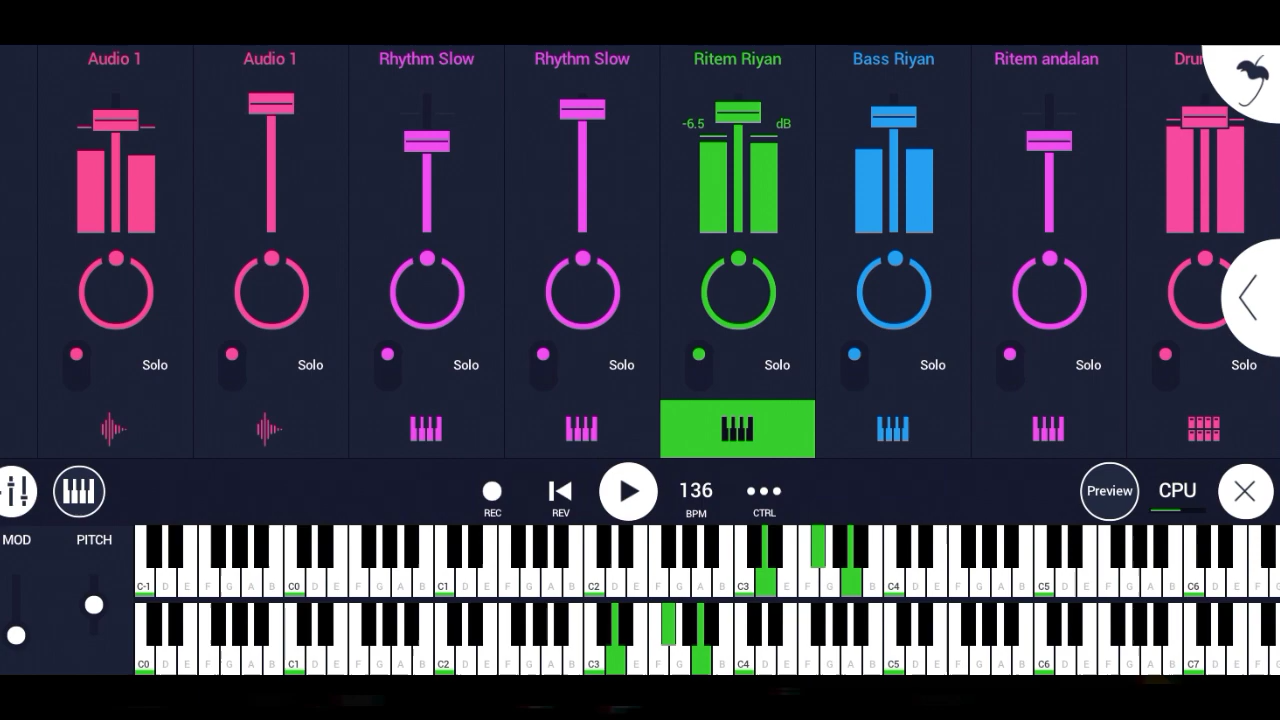 Audio 1 Audio 1 Rhythm Slow Rhythm Slow Ritem Riyan Bass Riyan Ritem andalan
-6.5 dB
Solo Solo Solo Solo Solo Solo Solo Solo
136 Preview CPU
REC REV BPM CTRL
MOD PITCH
C-1 D E F G A B C0 D E F G A B C1 D E F G A B C2 D E F G A B C3 D E F G A B C4 D E F G A B C5 D E F G A B C6 D E F G
C0 D E F G A B C1 D E F G A B C2 D E F G A B C3 D E F G A B C4 D E F G A B C5 D E F G A B C6 D E F G A B C7 D E F G